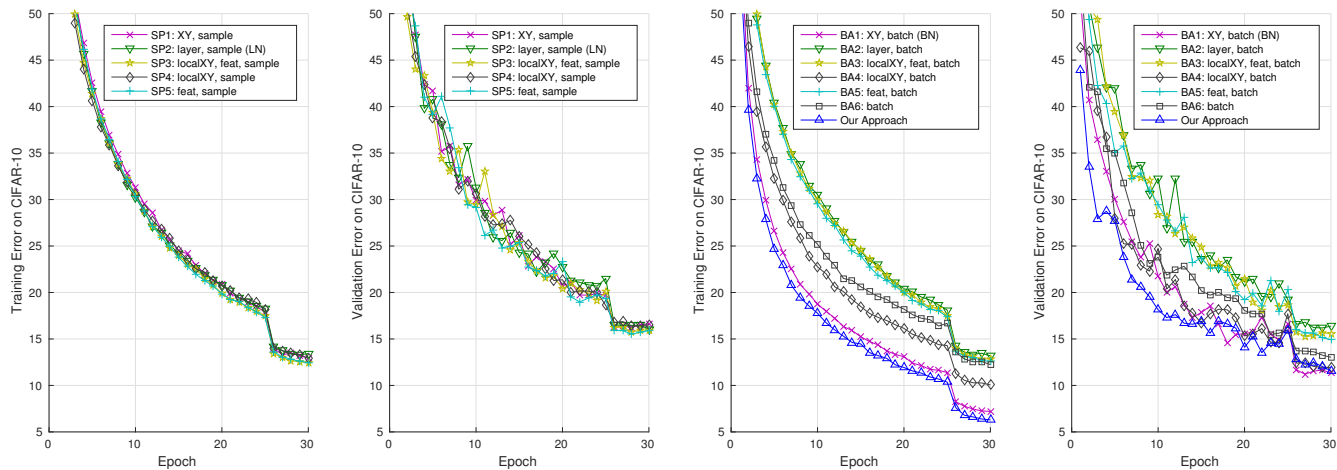 50
45
40
35
30
25
20
15
10
5
0
10
20
30
Epoch
Training Error on CIFAR-10
SP1: XY, sample
SP2: layer, sample (LN)
SP3: localXY, feat, sample
SP4: localXY, sample
SP5: feat, sample
50
45
40
35
30
25
20
15
10
5
0
10
20
30
Epoch
Validation Error on CIFAR-10
SP1: XY, sample
SP2: layer, sample (LN)
SP3: localXY, feat, sample
SP4: localXY, sample
SP5: feat, sample
50
45
40
35
30
25
20
15
10
5
0
10
20
30
Epoch
Training Error on CIFAR-10
BA1: XY, batch (BN)
BA2: layer, batch
BA3: localXY, feat, batch
BA4: localXY, batch
BA5: feat, batch
BA6: batch
Our Approach
50
45
40
35
30
25
20
15
10
5
0
10
20
30
Epoch
Validation Error on CIFAR-10
BA1: XY, batch (BN)
BA2: layer, batch
BA3: localXY, feat, batch
BA4: localXY, batch
BA5: feat, batch
BA6: batch
Our Approach